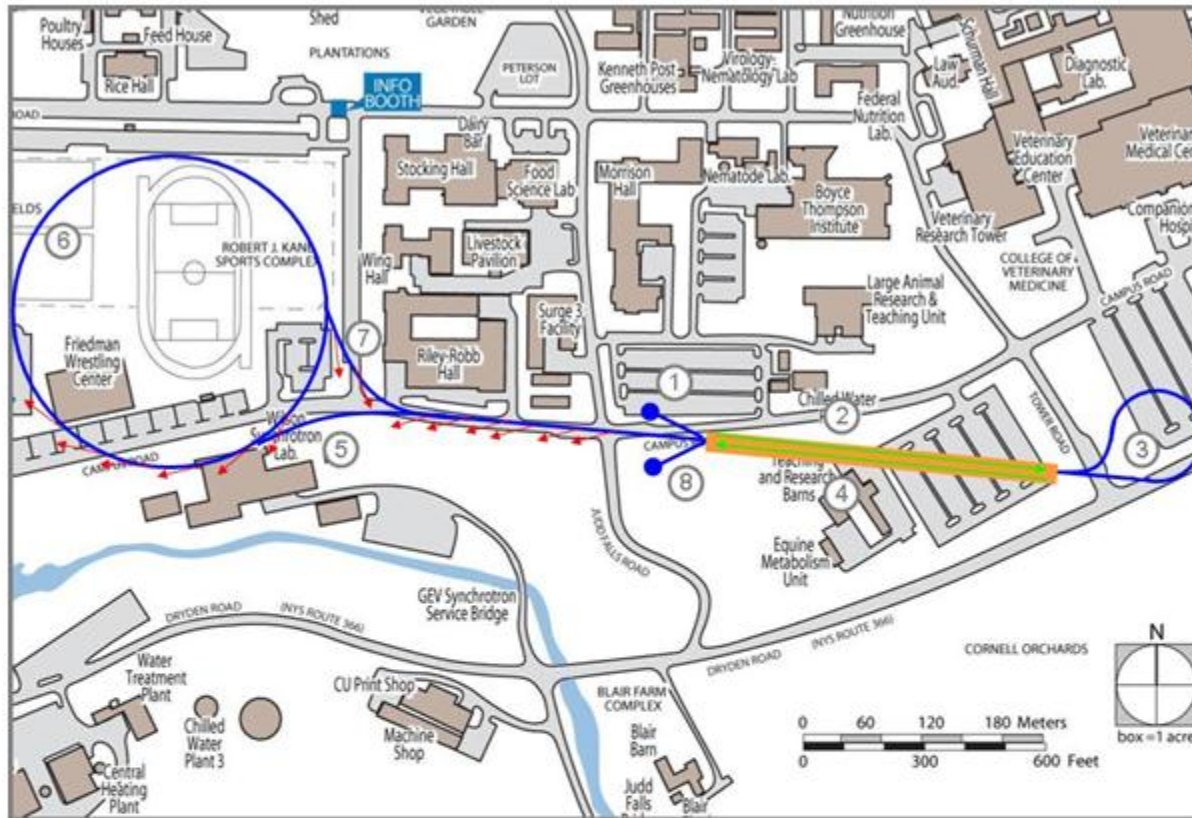 Poultry
Houses
Feed House
Shed
PLANTATIONS
GARDEN
Rice Hall
INFO
BOOTH
PETERSON
LOT
Kenneth Post
Greenhouses
Virology-
Nematology Lab
Nutrition
Greenhouse
Law
Aud.
Schurman Hall
Diagnostic
Lab.
Federal
Nutrition
Lab.
ROAD
Dairy
Bar
Stocking Hall
Food
Science Lab
Morrison
Hall
Nematode Lab.
Boyce
Thompson
Institute
Veterinary
Education
Center
Veterinary Research Tower
COLLEGE OF
VETERINARY
MEDICINE
CAMPUS ROAD
6
ROBERT J. KANE
SPORTS COMPLEX
Wing
Hall
Livestock
Pavilion
Surge 3
Facility
Large Animal
Research &
Teaching Unit
Friedman
Wrestling
Center
7
Riley-Robb
Hall
1
Chilled Water
2
TOWER ROAD
3
Lab.
5
CAMPUS
8
Teaching
and Research
Barns
4
Equine
Metabolism
Unit
JUDD FALLS ROAD
GEV Synchrotron
Service Bridge
DRYDEN ROAD
(NYS ROUTE 366)
DRYDEN ROAD
(NYS ROUTE 366)
CORNELL ORCHARDS
N
box = 1 acre
0 60 120 180 Meters
0 300 600 Feet
Water
Treatment
Plant
Chilled
Water
Plant 3
Central
Heating
Plant
CU Print Shop
Machine
Shop
BLAIR FARM
COMPLEX
Blair
Barn
Judd
Falls
Blair